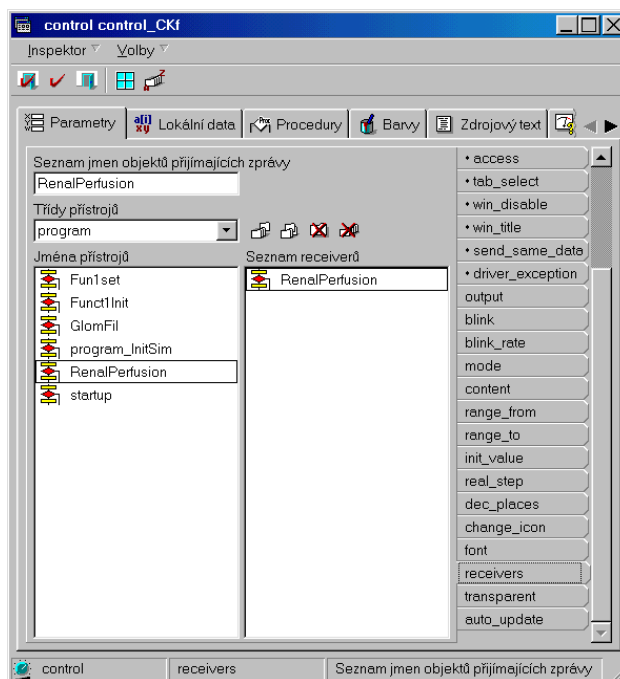 control control_CKf
Inspektor Volby
Parametry Lokální data Procedury Barvy Zdrojový text
Seznam jmen objektů přijímajících zprávy
RenalPerfusion
Třídy přístrojů
program
Jména přístrojů Seznam receiverů
Fun1set
Funct1Init
GlomFil
program_InitSim
RenalPerfusion
startup
RenalPerfusion
• access
• tab_select
• win_disable
• win_title
• send_same_data
• driver_exception
output
blink
blink_rate
mode
content
range_from
range_to
init_value
real_step
dec_places
change_icon
font
receivers
transparent
auto_update
control receivers Seznam jmen objektů přijímajících zprávy